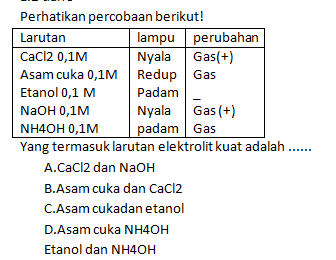 Perhatikan percobaan berikut!
Larutan lampu perubahan
CaCl2 0,1M Nyala Gas(+)
Asam cuka 0,1M Redup Gas
Etanol 0,1 M Padam _
NaOH 0,1M Nyala Gas (+)
NH4OH 0,1M padam Gas
Yang termasuk larutan elektrolit kuat adalah ......
A.CaCl2 dan NaOH
B.Asam cuka dan CaCl2
C.Asam cukadan etanol
D.Asam cuka NH4OH
Etanol dan NH4OH